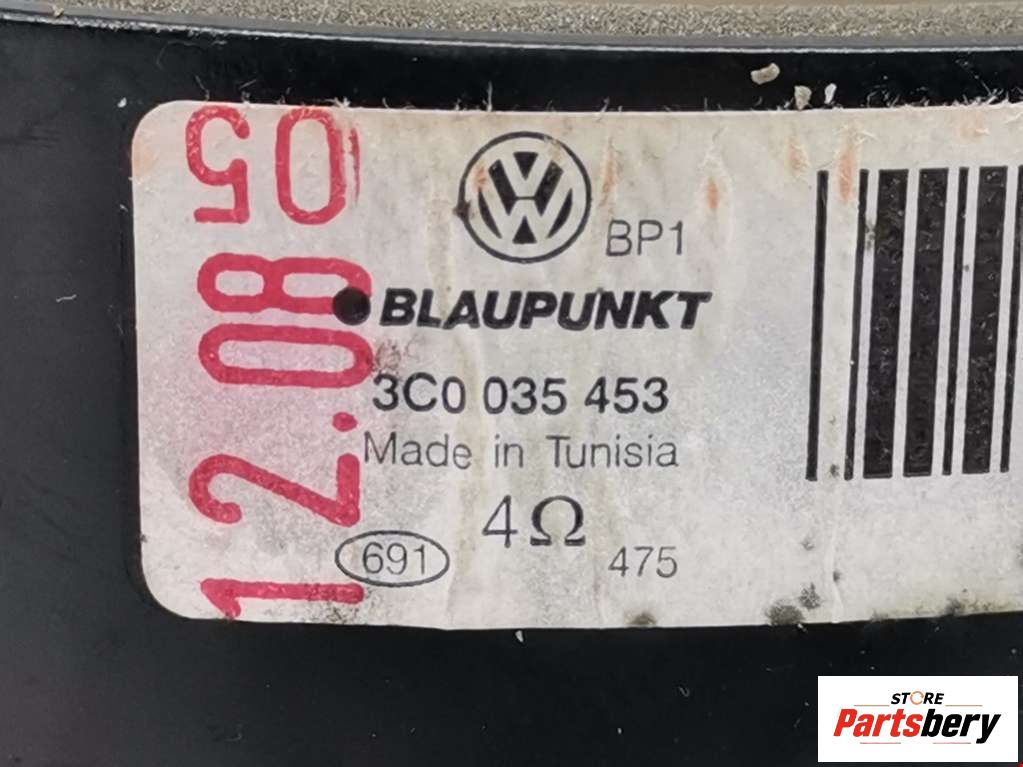 12.08 05
BP1
BLAUPUNKT
3C0 035 453
Made in Tunisia
4Ω
691
475
STORE
Partsbery